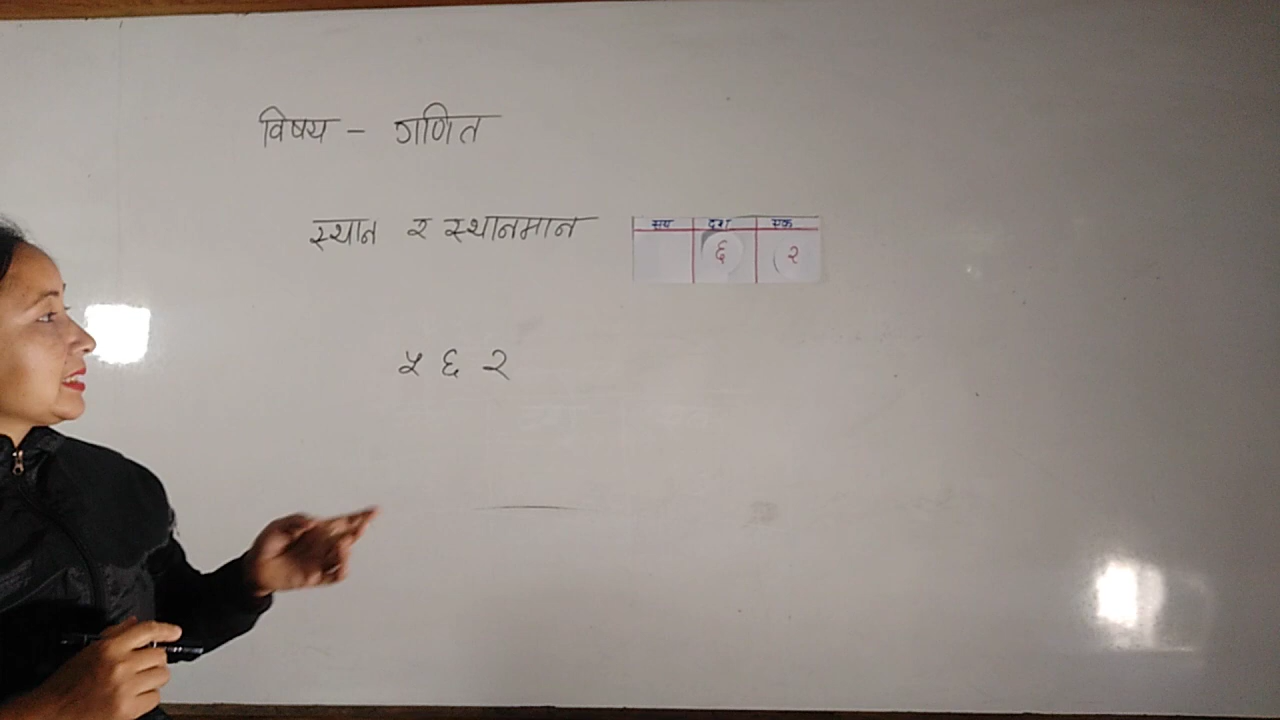 विषय - गणित
स्थान र स्थानमान
सय दश एक
६ २
५ ६ २